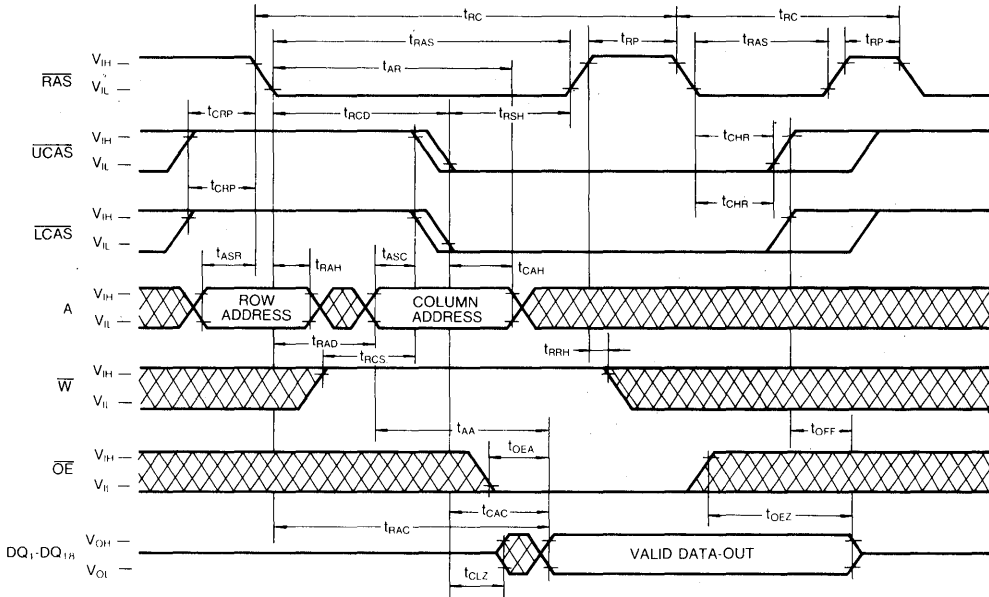 tRC tRC
tRAS tRP tRAS tRP
tAR
RAS VIH
VIL
tCRP tRCD tRSH
UCAS VIH
VIL
tCHR
tCRP tCHR
LCAS VIH
VIL
tASR tRAH tASC tCAH
A VIH
VIL
ROW ADDRESS
COLUMN ADDRESS
tRAD tRCS tRRH
W VIH
VIL
tAA tOFF
OE VIH
VIL
tOEA
tCAC tOEZ
tRAC
DQ1-DQ18 VOH
VOL
VALID DATA-OUT
tCLZ